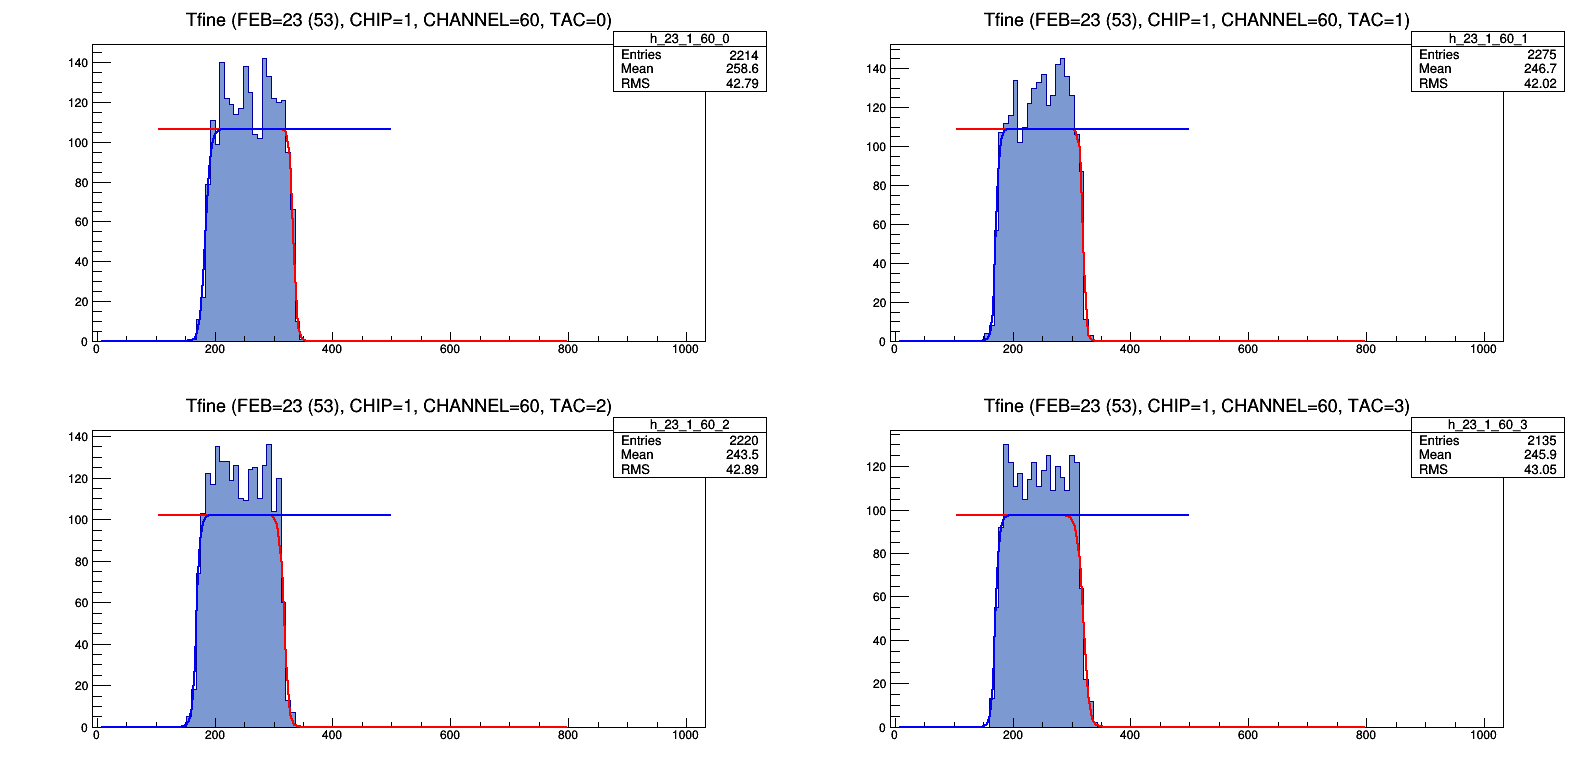 Tfine (FEB=23 (53), CHIP=1, CHANNEL=60, TAC=0)
h_23_1_60_0
Entries 2214
Mean 258.6
RMS 42.79
140
120
100
80
60
40
20
0
0 200 400 600 800 1000
Tfine (FEB=23 (53), CHIP=1, CHANNEL=60, TAC=1)
h_23_1_60_1
Entries 2275
Mean 246.7
RMS 42.02
140
120
100
80
60
40
20
0
0 200 400 600 800 1000
Tfine (FEB=23 (53), CHIP=1, CHANNEL=60, TAC=2)
h_23_1_60_2
Entries 2220
Mean 243.5
RMS 42.89
140
120
100
80
60
40
20
0
0 200 400 600 800 1000
Tfine (FEB=23 (53), CHIP=1, CHANNEL=60, TAC=3)
h_23_1_60_3
Entries 2135
Mean 245.9
RMS 43.05
120
100
80
60
40
20
0
0 200 400 600 800 1000